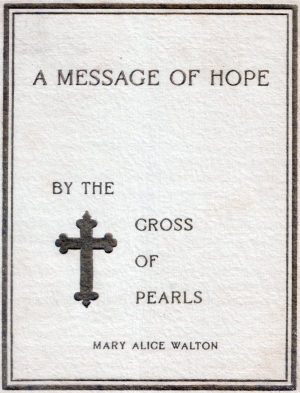 A MESSAGE OF HOPE
BY THE
CROSS
OF
PEARLS
MARY ALICE WALTON